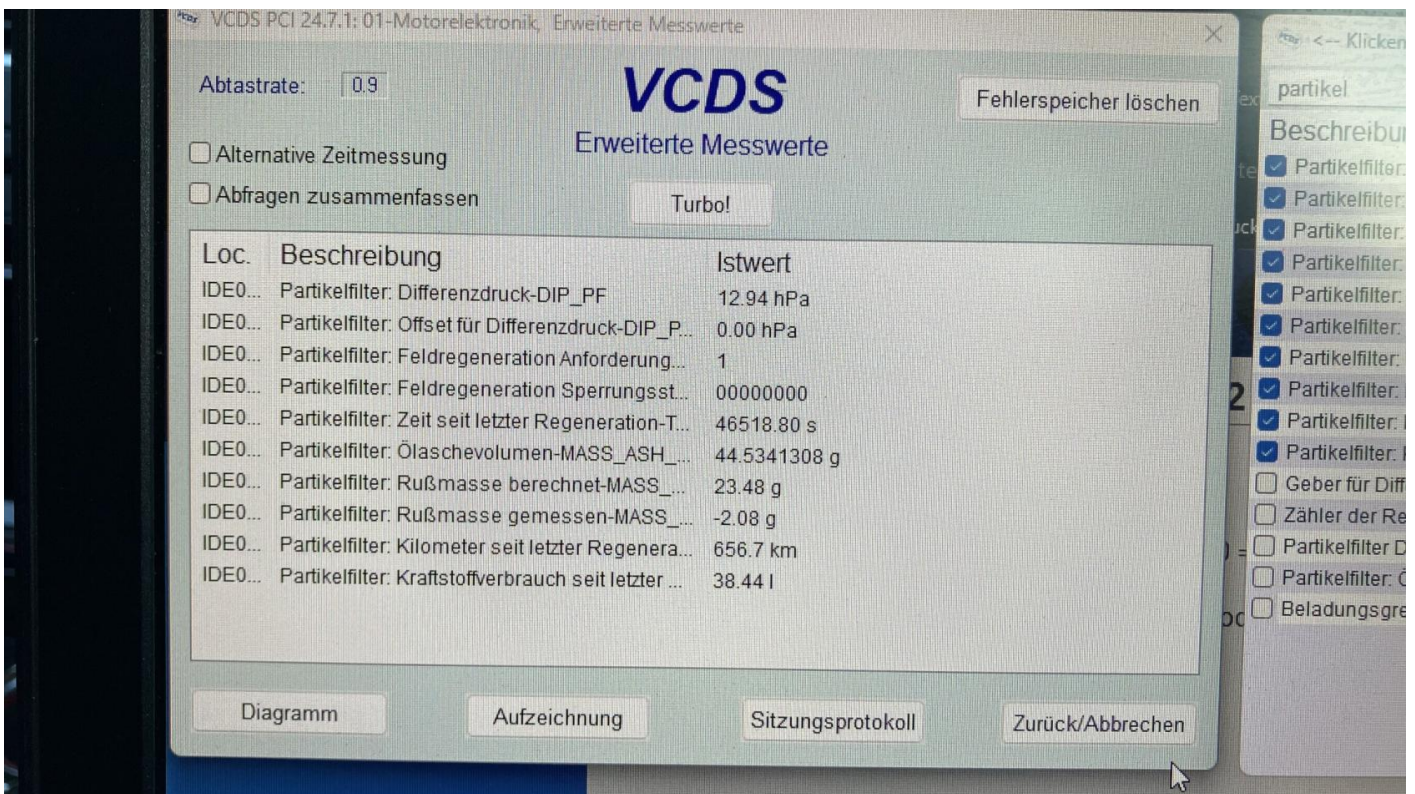 VCDS PCI 24.7.1: 01-Motorelektronik, Erweiterte Messwerte
Abtastrate: 0.9
VCDS
Erweiterte Messwerte
Fehlerspeicher löschen
Alternative Zeitmessung
Abfragen zusammenfassen
Turbo!
Loc. Beschreibung Istwert
IDE0... Partikelfilter: Differenzdruck-DIP_PF 12.94 hPa
IDE0... Partikelfilter: Offset für Differenzdruck-DIP_P... 0.00 hPa
IDE0... Partikelfilter: Feldregeneration Anforderung... 1
IDE0... Partikelfilter: Feldregeneration Sperrungsst... 00000000
IDE0... Partikelfilter: Zeit seit letzter Regeneration-T... 46518.80 s
IDE0... Partikelfilter: Ölaschevolumen-MASS_ASH_... 44.5341308 g
IDE0... Partikelfilter: Rußmasse berechnet-MASS_... 23.48 g
IDE0... Partikelfilter: Rußmasse gemessen-MASS_... -2.08 g
IDE0... Partikelfilter: Kilometer seit letzter Regenera... 656.7 km
IDE0... Partikelfilter: Kraftstoffverbrauch seit letzter ... 38.44 l
Diagramm
Aufzeichnung
Sitzungsprotokoll
Zurück/Abbrechen
<-- Klicken
partikel
Beschreibu
Partikelfilter:
Partikelfilter:
Partikelfilter:
Partikelfilter:
Partikelfilter:
Partikelfilter:
Partikelfilter:
Partikelfilter:
Partikelfilter:
Partikelfilter:
Geber für Diff
Zähler der Re
Partikelfilter D
Partikelfilter: Ö
Beladungsgre
2